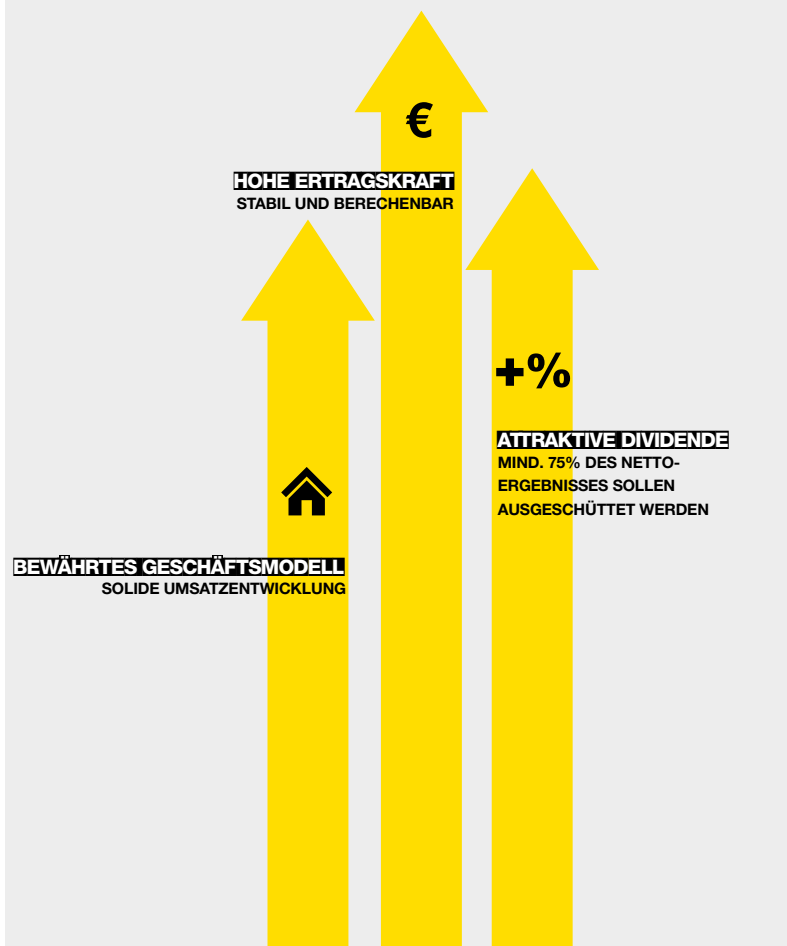 €
HOHE ERTRAGSKRAFT
STABIL UND BERECHENBAR
+%
ATTRAKTIVE DIVIDENDE
MIND. 75% DES NETTO-
ERGEBNISSES SOLLEN
AUSGESCHÜTTET WERDEN
BEWÄHRTES GESCHÄFTSMODELL
SOLIDE UMSATZENTWICKLUNG